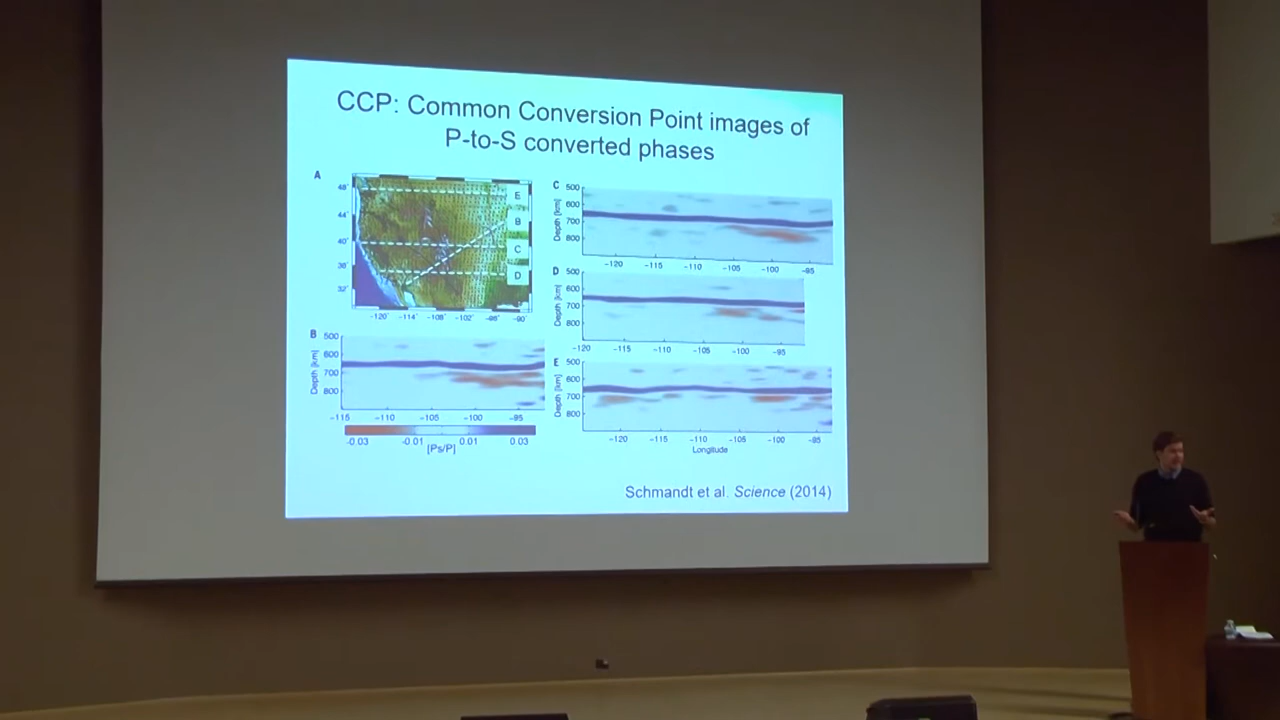 CCP: Common Conversion Point images of
P-to-S converted phases
A
48°
44°
40°
36°
32°
E
B
C
D
-120° -114° -108° -102° -96° -90°
B
500
600
700
800
Depth [km]
-115 -110 -105 -100 -95
-0.03 -0.01 0.01 0.03
[Ps/P]
C
500
600
700
800
Depth [km]
-120 -115 -110 -105 -100 -95
D
500
600
700
800
Depth [km]
-120 -115 -110 -105 -100 -95
E
500
600
700
800
Depth [km]
-120 -115 -110 -105 -100 -95
Longitude
Schmandt et al. Science (2014)